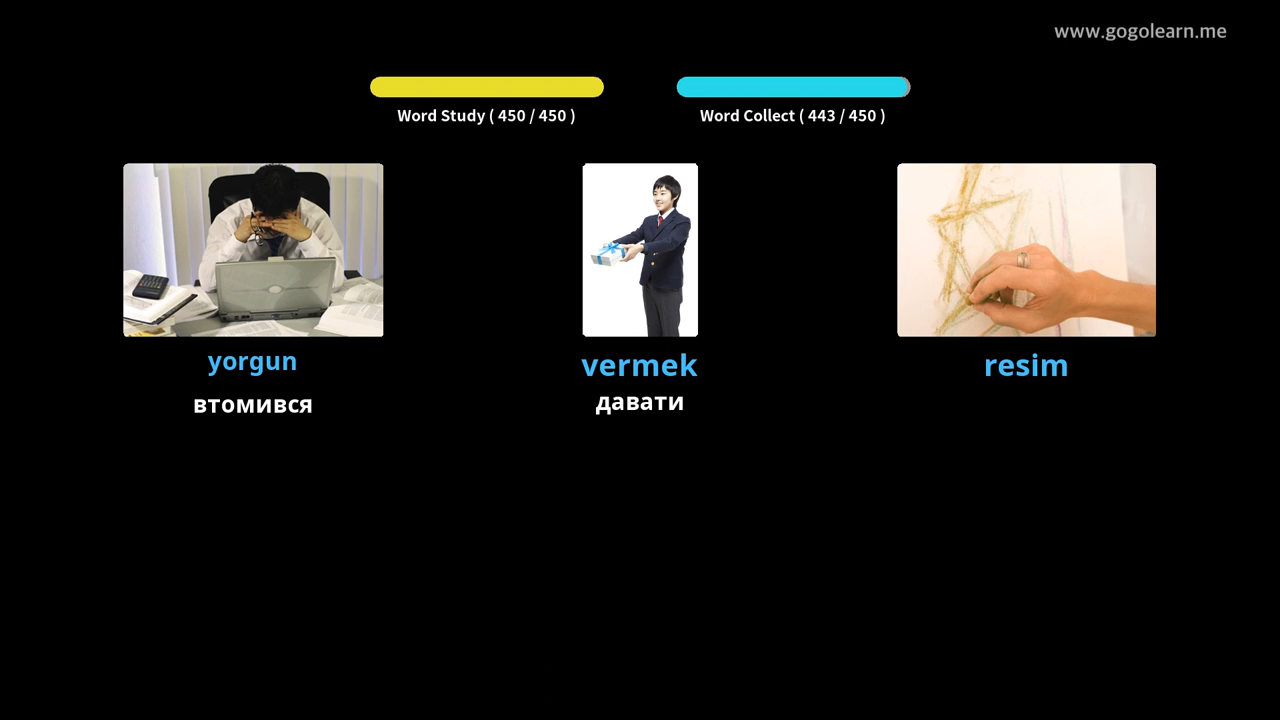 www.gogolearn.me
Word Study ( 450 / 450 )
Word Collect ( 443 / 450 )
yorgun
vermek
resim
втомився
давати